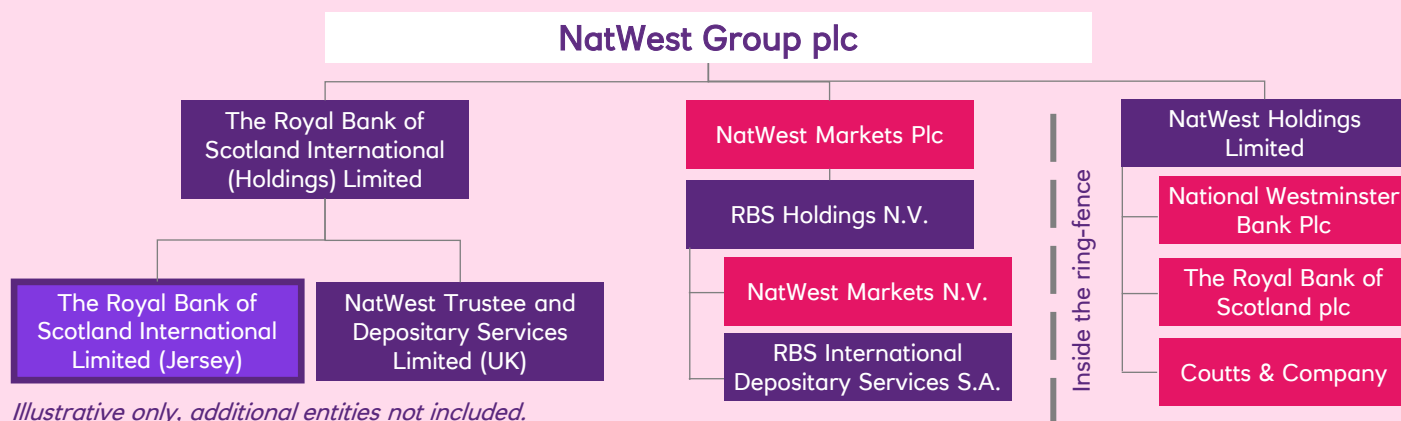 NatWest Group plc
The Royal Bank of
Scotland International
(Holdings) Limited
NatWest Markets Plc
NatWest Holdings
Limited
RBS Holdings N.V.
National Westminster
Bank Plc
The Royal Bank of
Scotland International
Limited (Jersey)
NatWest Trustee and
Depositary Services
Limited (UK)
NatWest Markets N.V.
The Royal Bank of
Scotland plc
RBS International
Depositary Services S.A.
Coutts & Company
Inside the ring-fence
Illustrative only, additional entities not included.